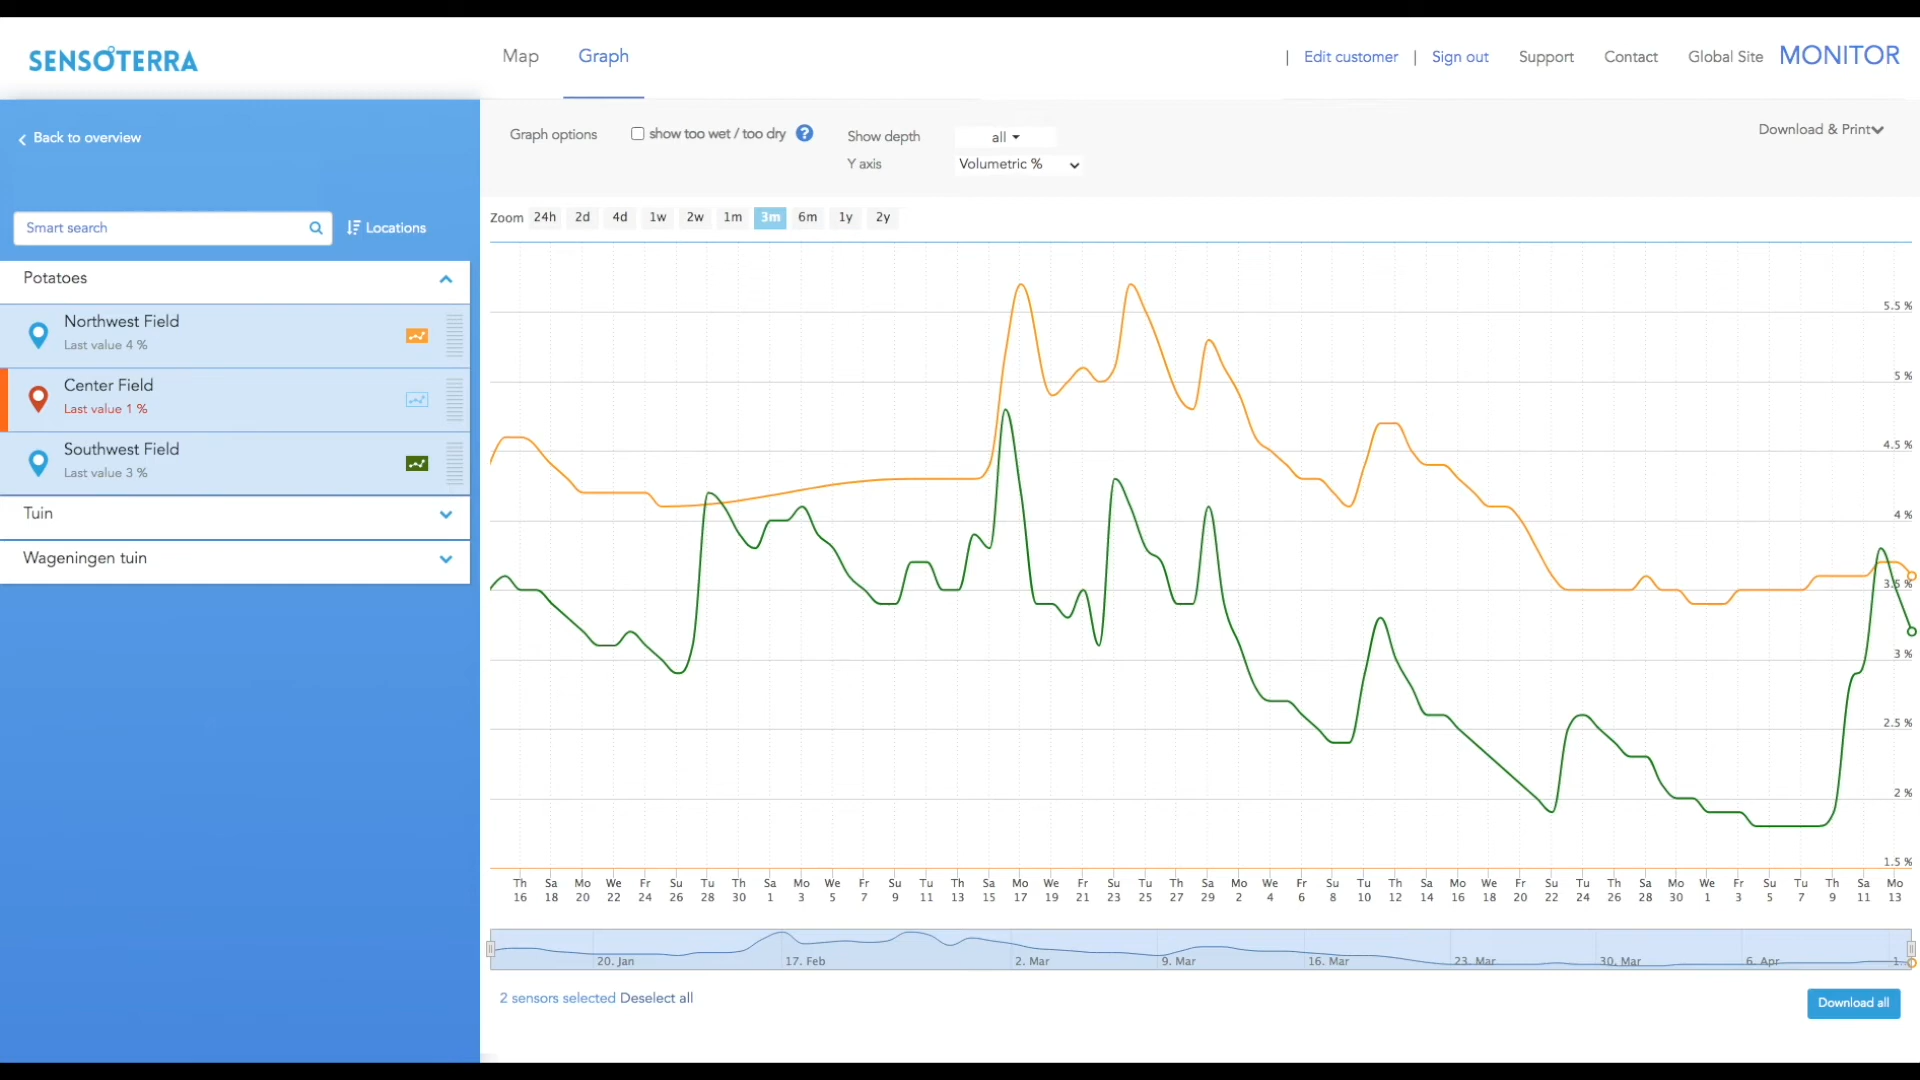 SENSOTERRA
Map
Graph
| Edit customer | Sign out Support Contact Global Site MONITOR
Back to overview
Graph options
show too wet / too dry ?
Show depth all
Y axis Volumetric %
Download & Print
Smart search
Locations
Zoom 24h 2d 4d 1w 2w 1m 3m 6m 1y 2y
Potatoes
Northwest Field
Last value 4 %
Center Field
Last value 1 %
Southwest Field
Last value 3 %
Tuin
Wageningen tuin
5.5 %
5 %
4.5 %
4 %
3.5 %
3 %
2.5 %
2 %
1.5 %
Th Sa Mo We Fr Su Tu Th Sa Mo We Fr Su Tu Th Sa Mo We Fr Su Tu Th Sa Mo We Fr Su Tu Th Sa Mo We Fr Su Tu Th Sa Mo We Fr Su Tu Th Sa Mo
16 18 20 22 24 26 28 30 1 3 5 7 9 11 13 15 17 19 21 23 25 27 29 2 4 6 8 10 12 14 16 18 20 22 24 26 28 30 1 3 5 7 9 11 13
20. Jan 17. Feb 2. Mar 9. Mar 16. Mar 23. Mar 30. Mar 6. Apr 1...
2 sensors selected Deselect all
Download all